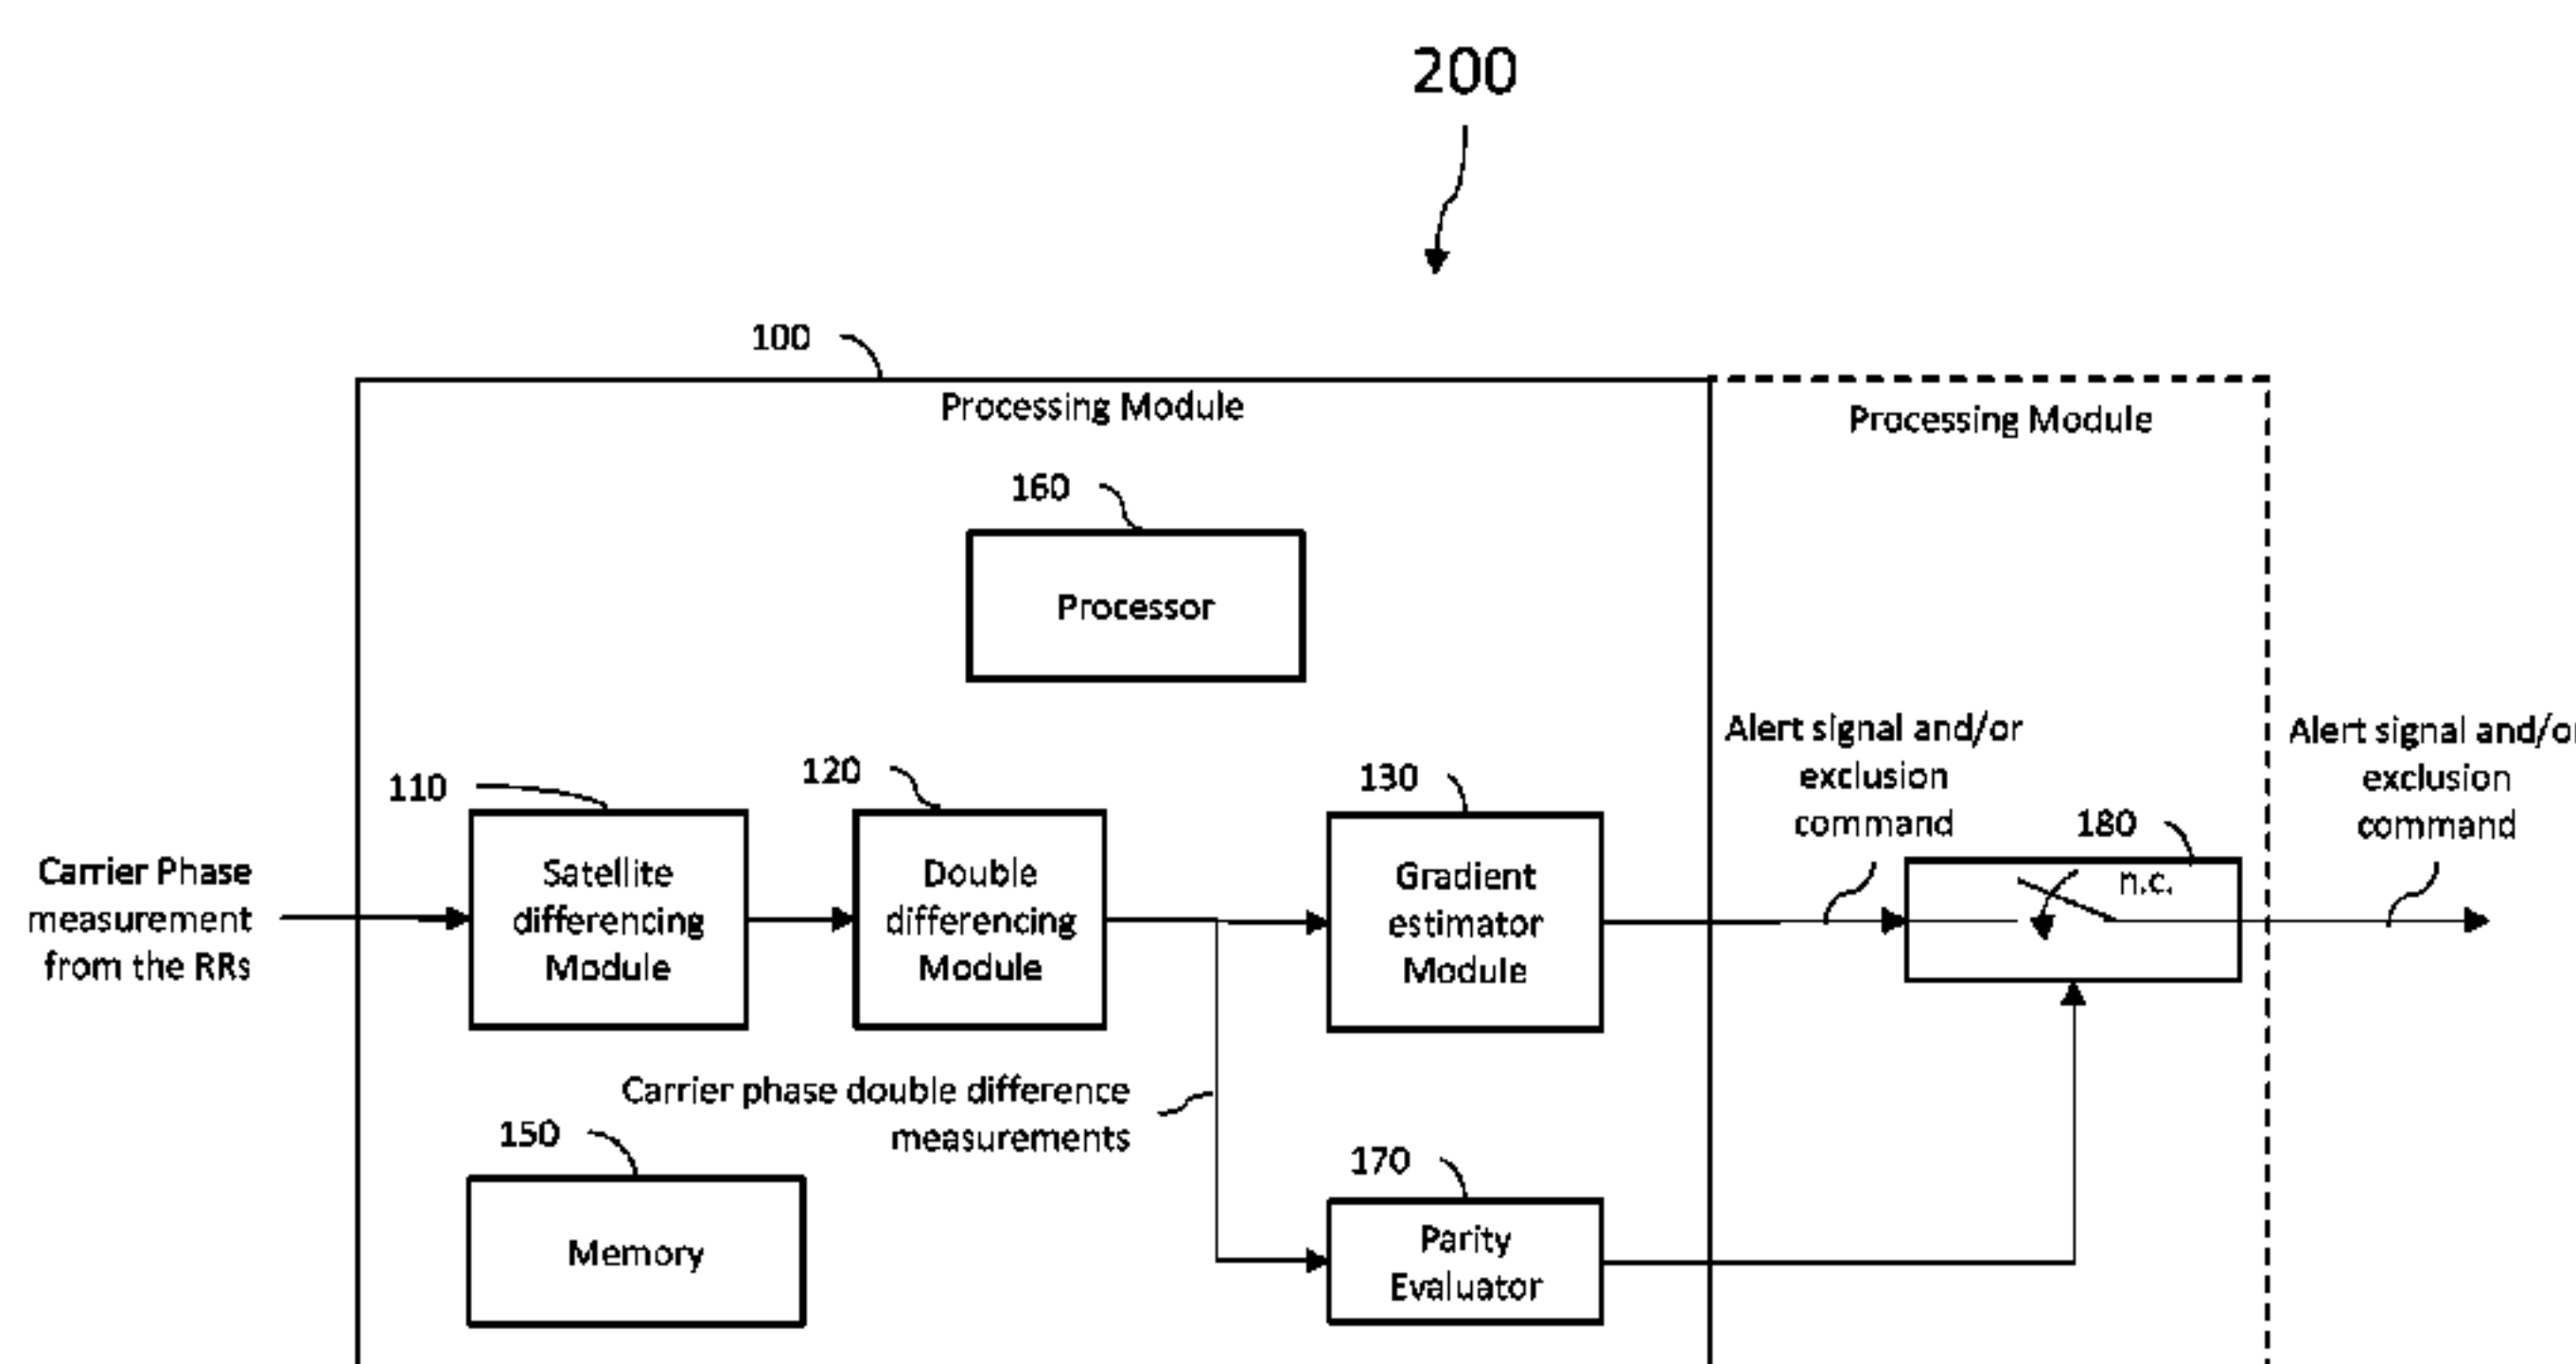 200
100
Processing Module
Processing Module
160
Processor
110
120
130
Alert signal and/or
exclusion
command
Alert signal and/or
exclusion
command
180
n.c.
Carrier Phase
measurement
from the RRs
Satellite
differencing
Module
Double
differencing
Module
Gradient
estimator
Module
Carrier phase double difference
measurements
150
Memory
170
Parity
Evaluator